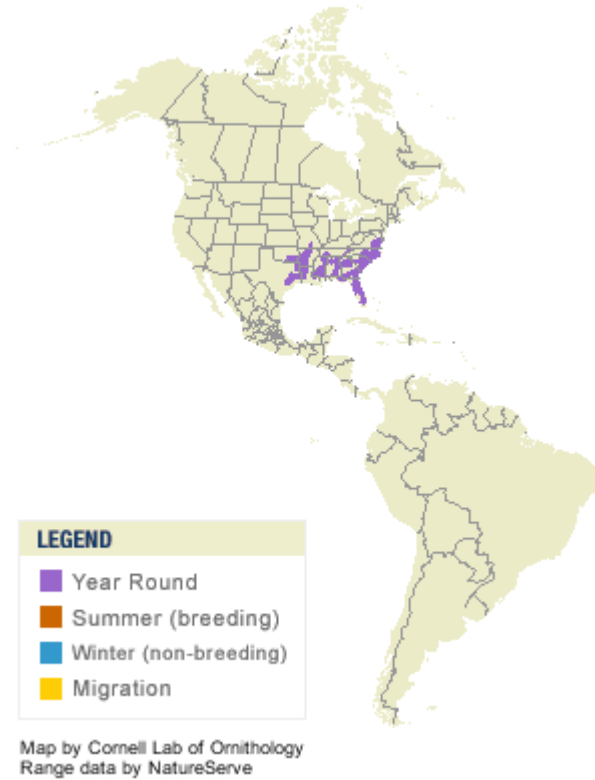 LEGEND
Year Round
Summer (breeding)
Winter (non-breeding)
Migration
Map by Cornell Lab of Ornithology
Range data by NatureServe